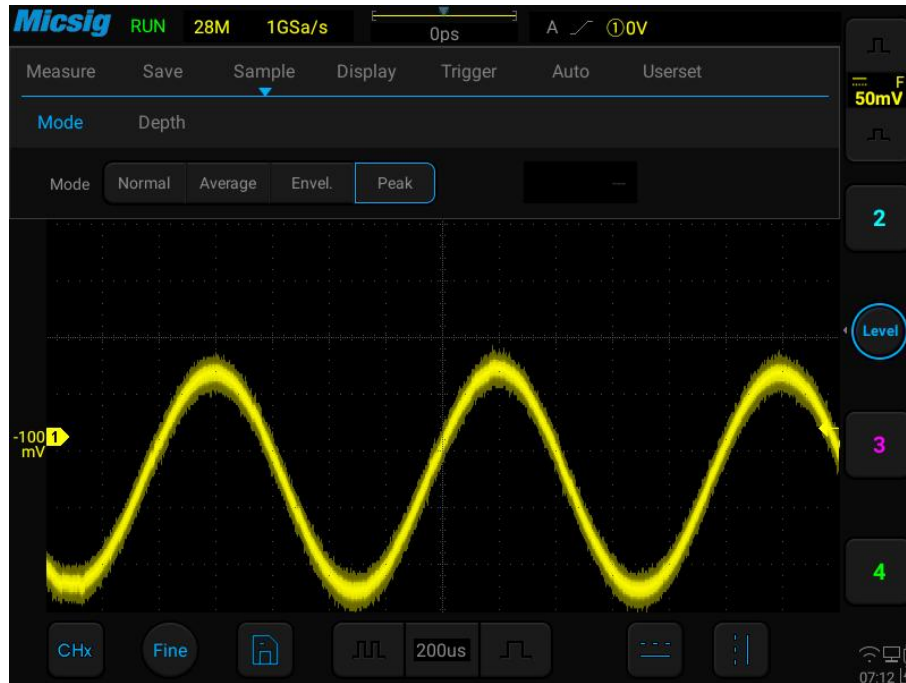 Micsig RUN 28M 1GSa/s 0ps A ①0V
Measure Save Sample Display Trigger Auto Userset
F
50mV
Mode Depth
Mode Normal Average Envel. Peak ---
2
Level
-100 1
mV
3
4
CHx Fine 200us
07:12